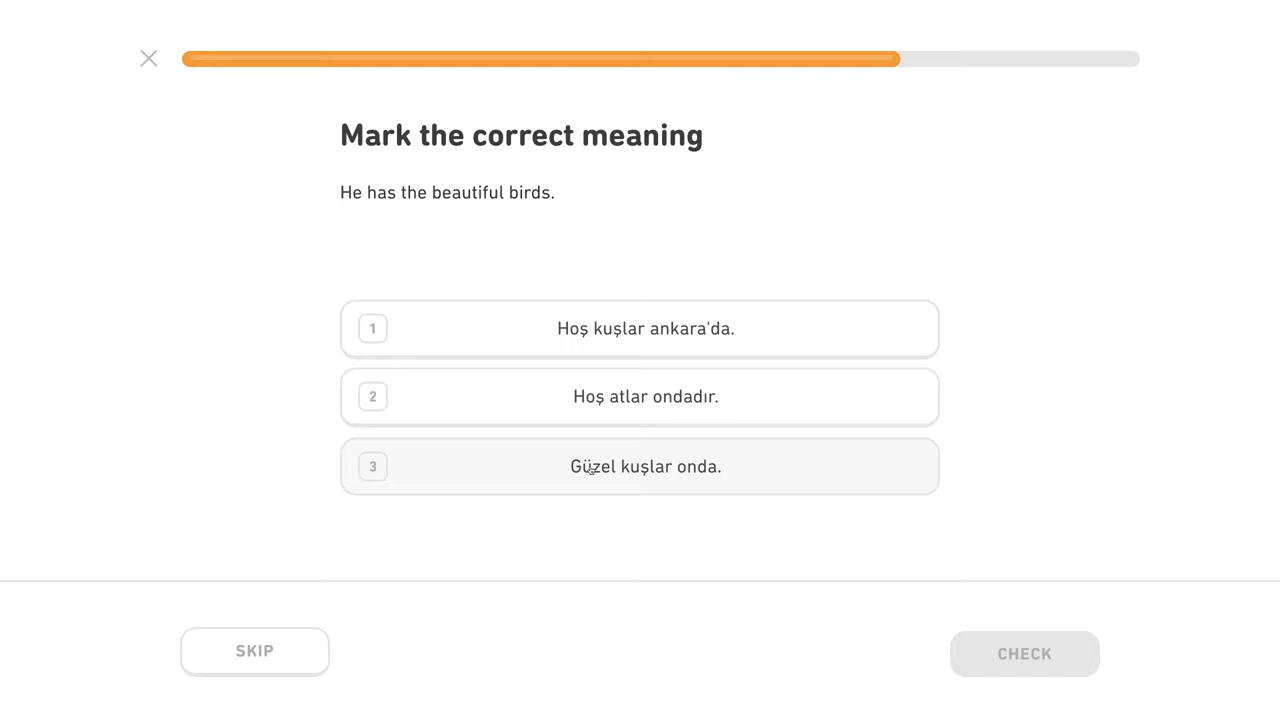 Mark the correct meaning
He has the beautiful birds.
1 Hoş kuşlar ankara'da.
2 Hoş atlar ondadır.
3 Güzel kuşlar onda.
SKIP
CHECK